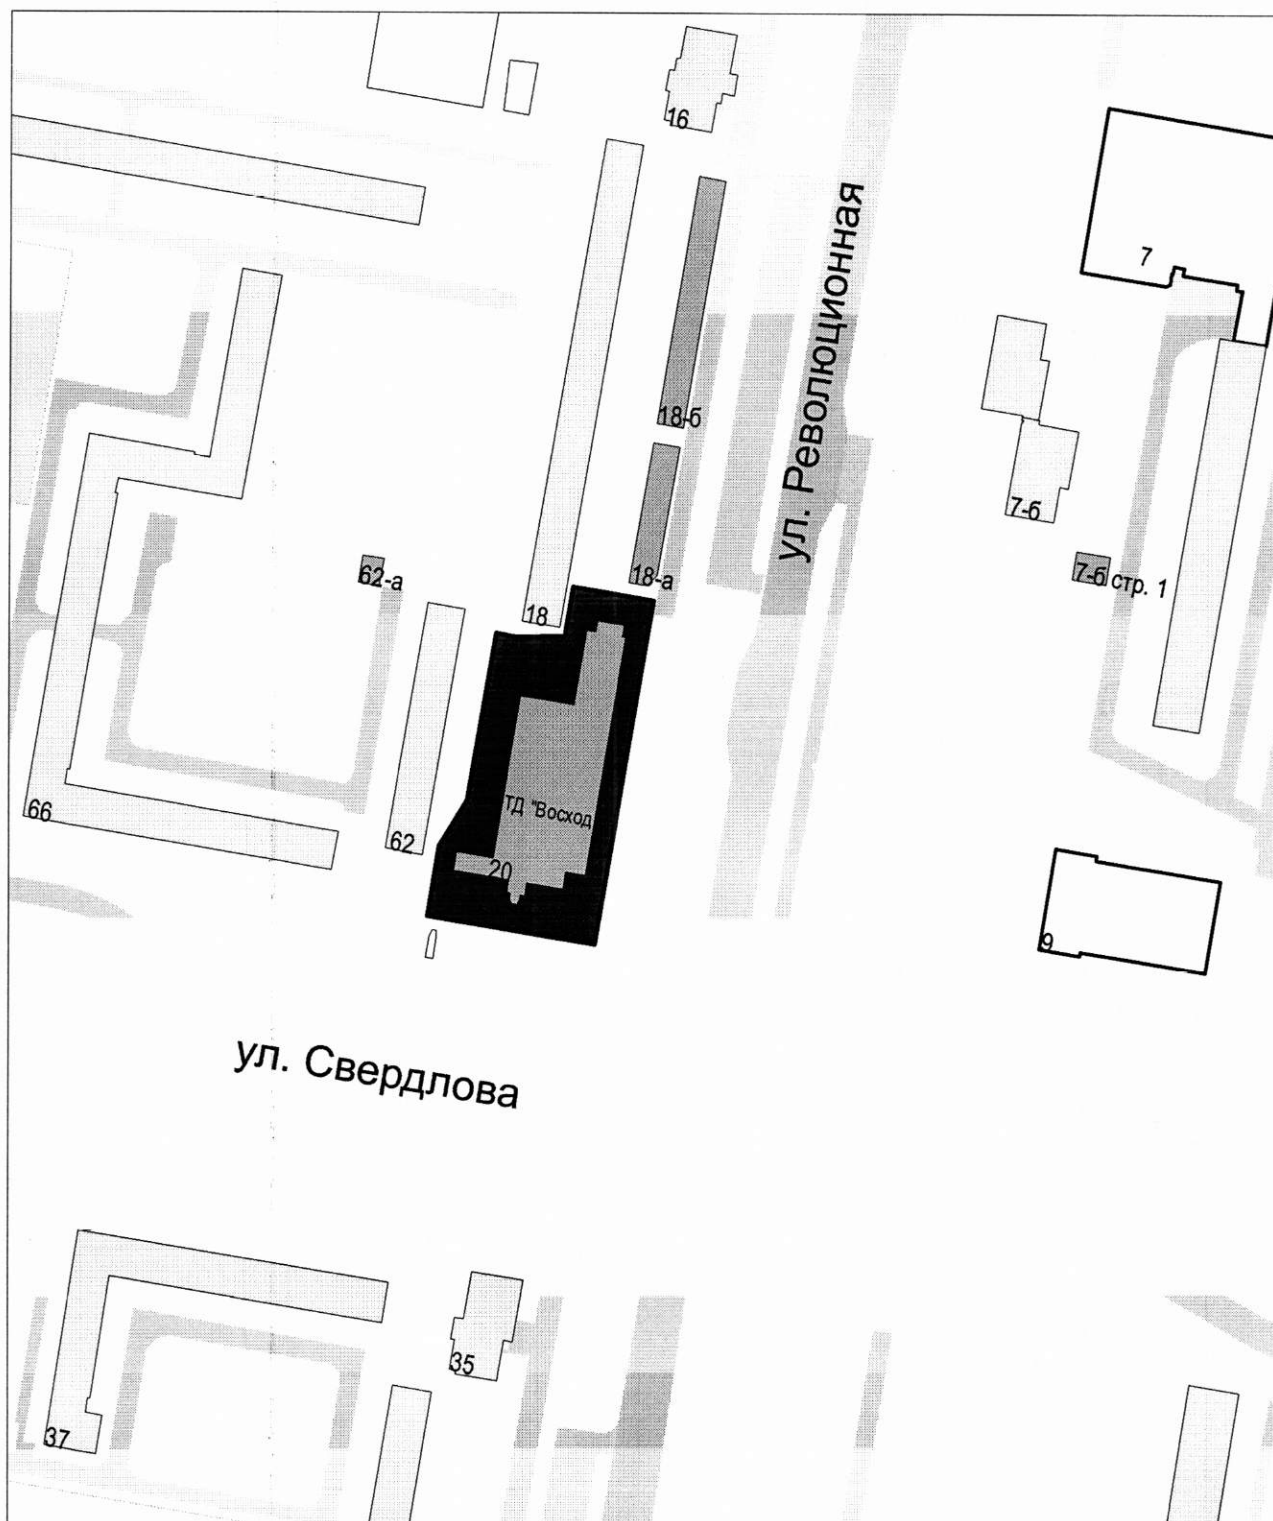 16
7
ул. Революционная
18-б
7-б
62-а
18-а
7-б стр. 1
18
ТД "Восход
66
62
20
9
ул. Свердлова
35
37